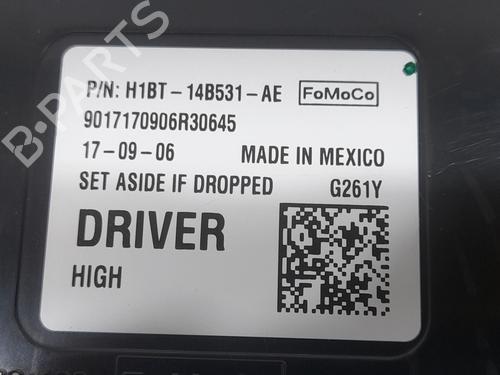 P/N: H1BT-14B531-AE FoMoCo
9017170906R30645
17-09-06 MADE IN MEXICO
SET ASIDE IF DROPPED G261Y
DRIVER
HIGH
B-PARTS